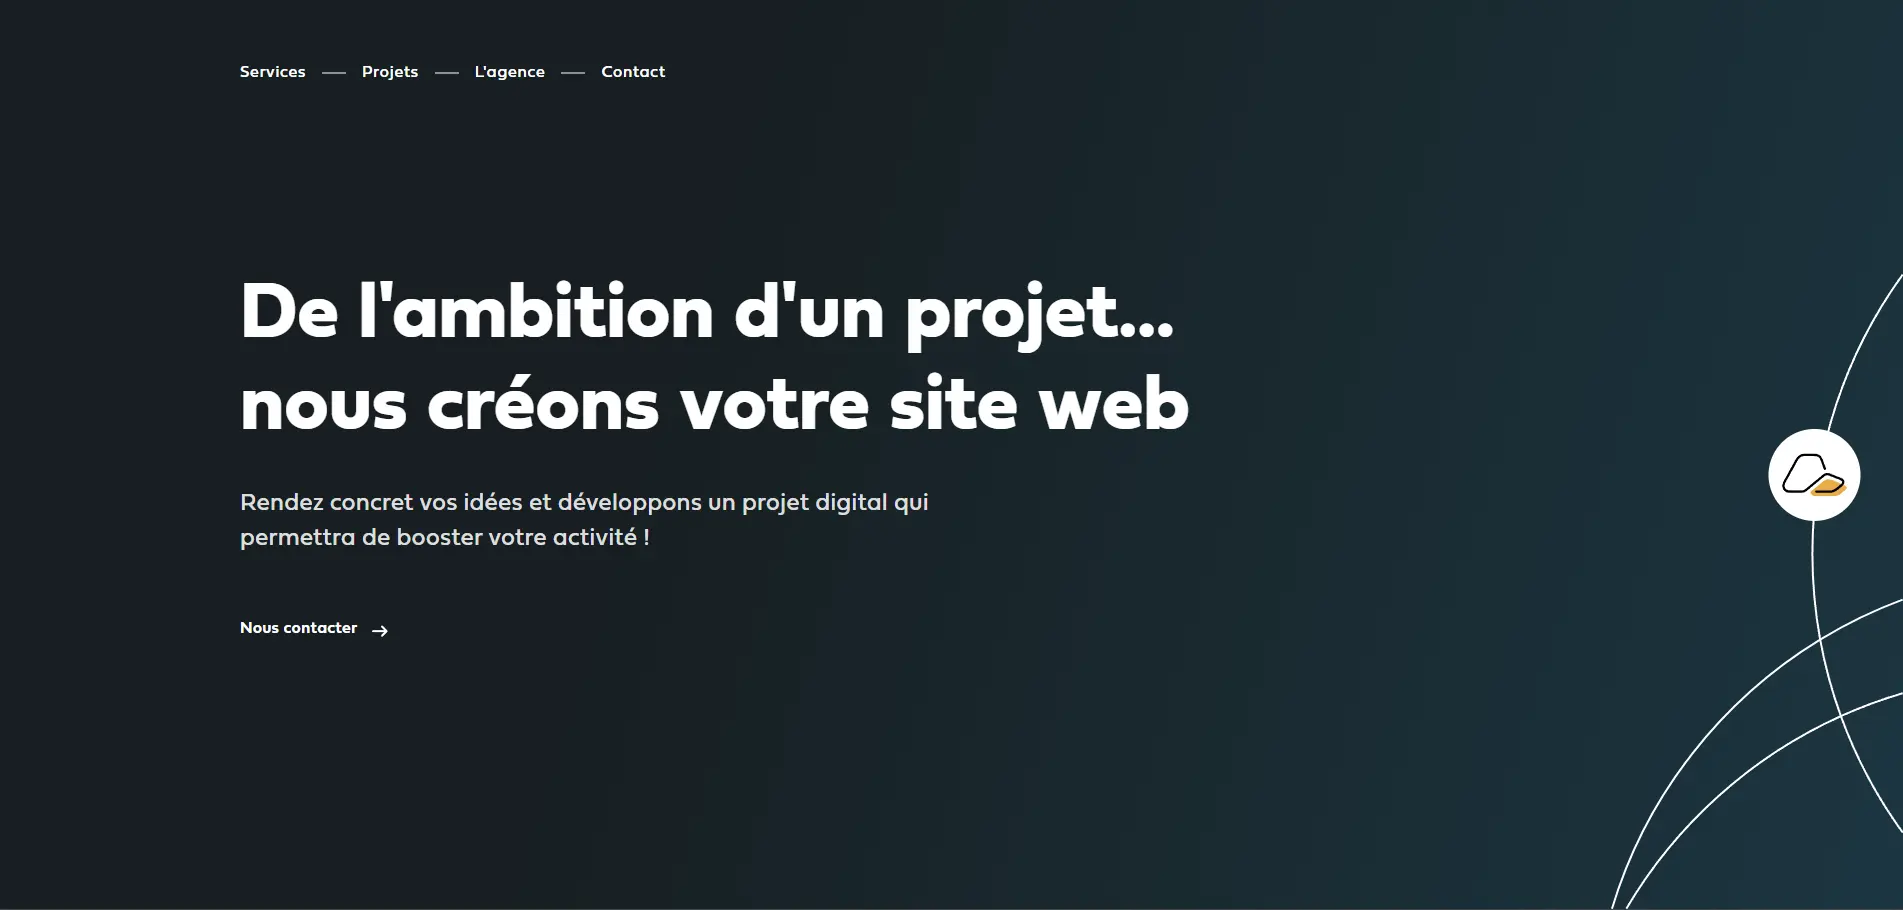 Services — Projets — L'agence — Contact
De l'ambition d'un projet...
nous créons votre site web
Rendez concret vos idées et développons un projet digital qui
permettra de booster votre activité !
Nous contacter →